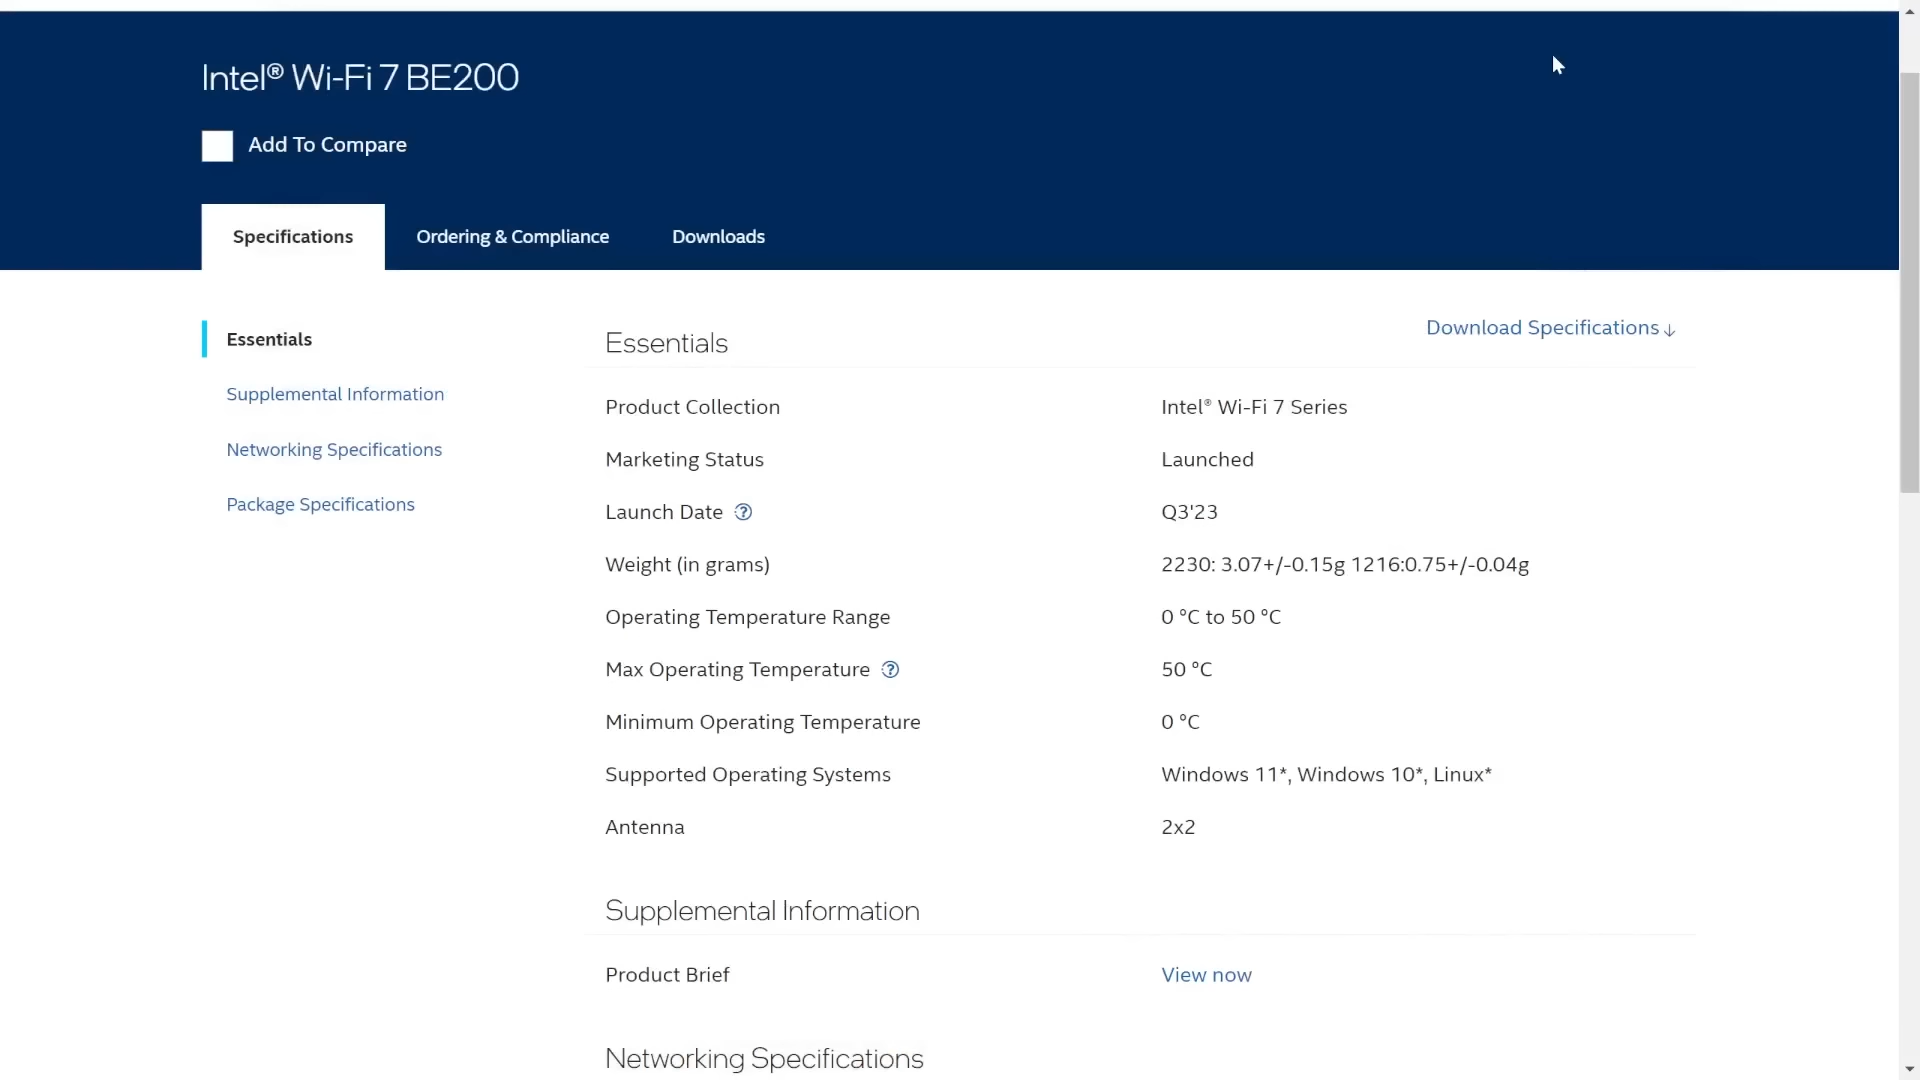 Intel® Wi-Fi 7 BE200
Add To Compare
Specifications
Ordering & Compliance
Downloads
Essentials
Supplemental Information
Networking Specifications
Package Specifications
Essentials
Download Specifications↓
Product Collection Intel® Wi-Fi 7 Series
Marketing Status Launched
Launch Date ? Q3'23
Weight (in grams) 2230: 3.07+/-0.15g 1216:0.75+/-0.04g
Operating Temperature Range 0 °C to 50 °C
Max Operating Temperature ? 50 °C
Minimum Operating Temperature 0 °C
Supported Operating Systems Windows 11*, Windows 10*, Linux*
Antenna 2x2
Supplemental Information
Product Brief View now
Networking Specifications